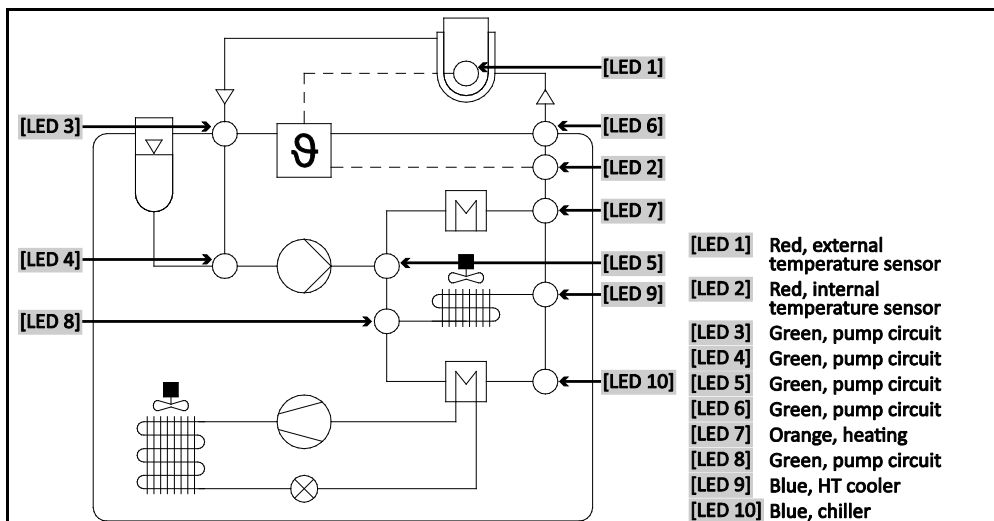 [LED 1]
[LED 3]
[LED 6]
ϑ
[LED 2]
[LED 7]
[LED 4]
[LED 5]
[LED 8]
[LED 9]
[LED 10]
[LED 1] Red, external
temperature sensor
[LED 2] Red, internal
temperature sensor
[LED 3] Green, pump circuit
[LED 4] Green, pump circuit
[LED 5] Green, pump circuit
[LED 6] Green, pump circuit
[LED 7] Orange, heating
[LED 8] Green, pump circuit
[LED 9] Blue, HT cooler
[LED 10] Blue, chiller